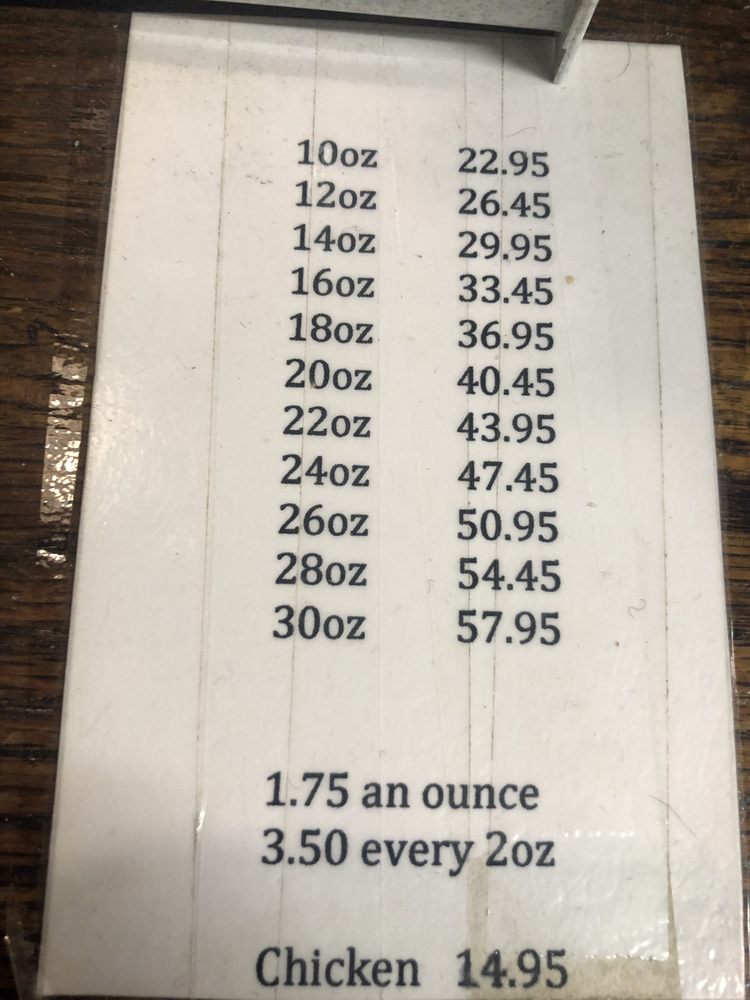 10oz 22.95
12oz 26.45
14oz 29.95
16oz 33.45
18oz 36.95
20oz 40.45
22oz 43.95
24oz 47.45
26oz 50.95
28oz 54.45
30oz 57.95
1.75 an ounce
3.50 every 2oz
Chicken 14.95